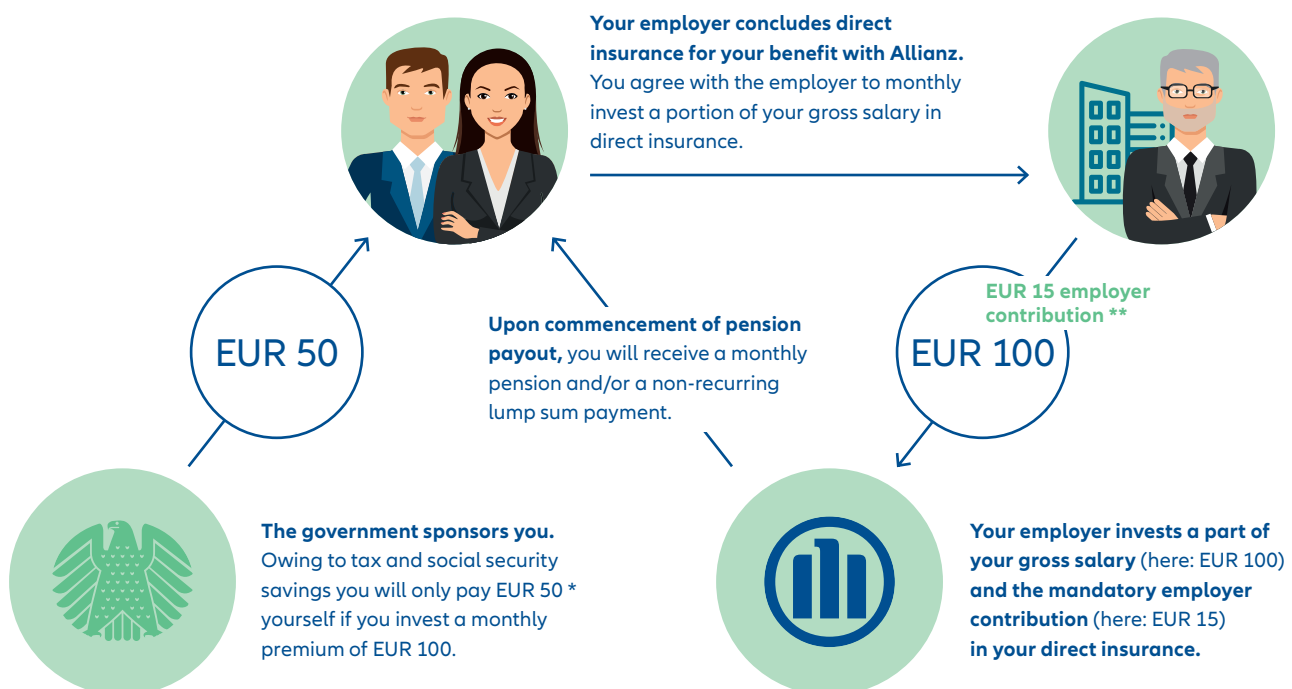 Your employer concludes direct
insurance for your benefit with Allianz.
You agree with the employer to monthly
invest a portion of your gross salary in
direct insurance.
EUR 15 employer
contribution **
EUR 50
Upon commencement of pension
payout, you will receive a monthly
pension and/or a non-recurring
lump sum payment.
EUR 100
The government sponsors you.
Owing to tax and social security
savings you will only pay EUR 50 *
yourself if you invest a monthly
premium of EUR 100.
Your employer invests a part of
your gross salary (here: EUR 100)
and the mandatory employer
contribution (here: EUR 15)
in your direct insurance.